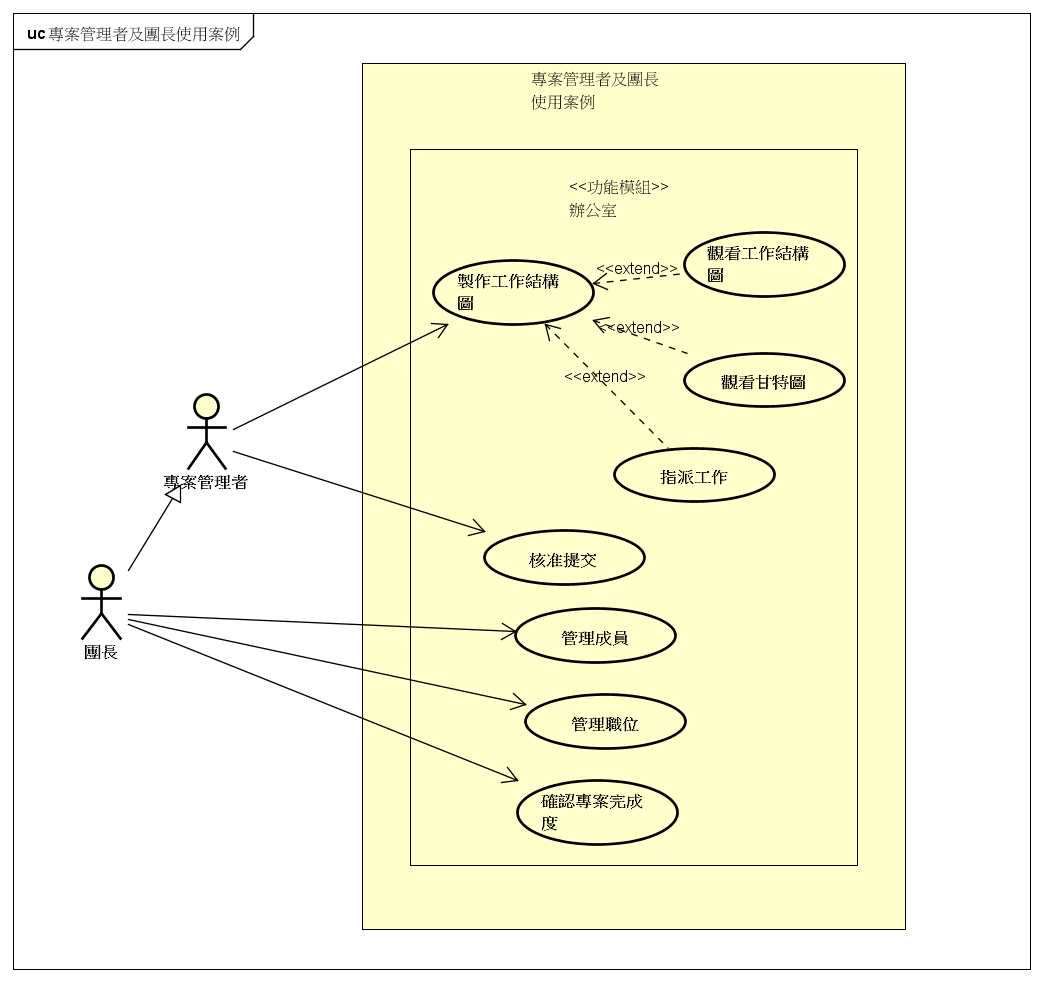 uc 專案管理者及團長使用案例
專案管理者及團長
使用案例
<<功能模組>>
辦公室
製作工作結構
圖
<<extend>>
觀看工作結構
圖
<<extend>>
觀看甘特圖
<<extend>>
指派工作
專案管理者
核准提交
團長
管理成員
管理職位
確認專案完成
度